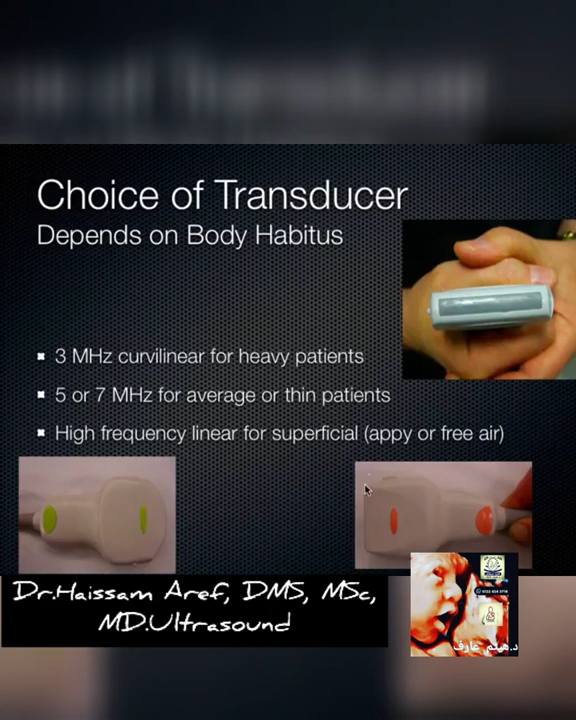 Choice of Transducer
Depends on Body Habitus
3 MHz curvilinear for heavy patients
5 or 7 MHz for average or thin patients
High frequency linear for superficial (appy or free air)
Dr.Haissam Aref, DMS, MSc,
MD.Ultrasound
د.هيثم عارف